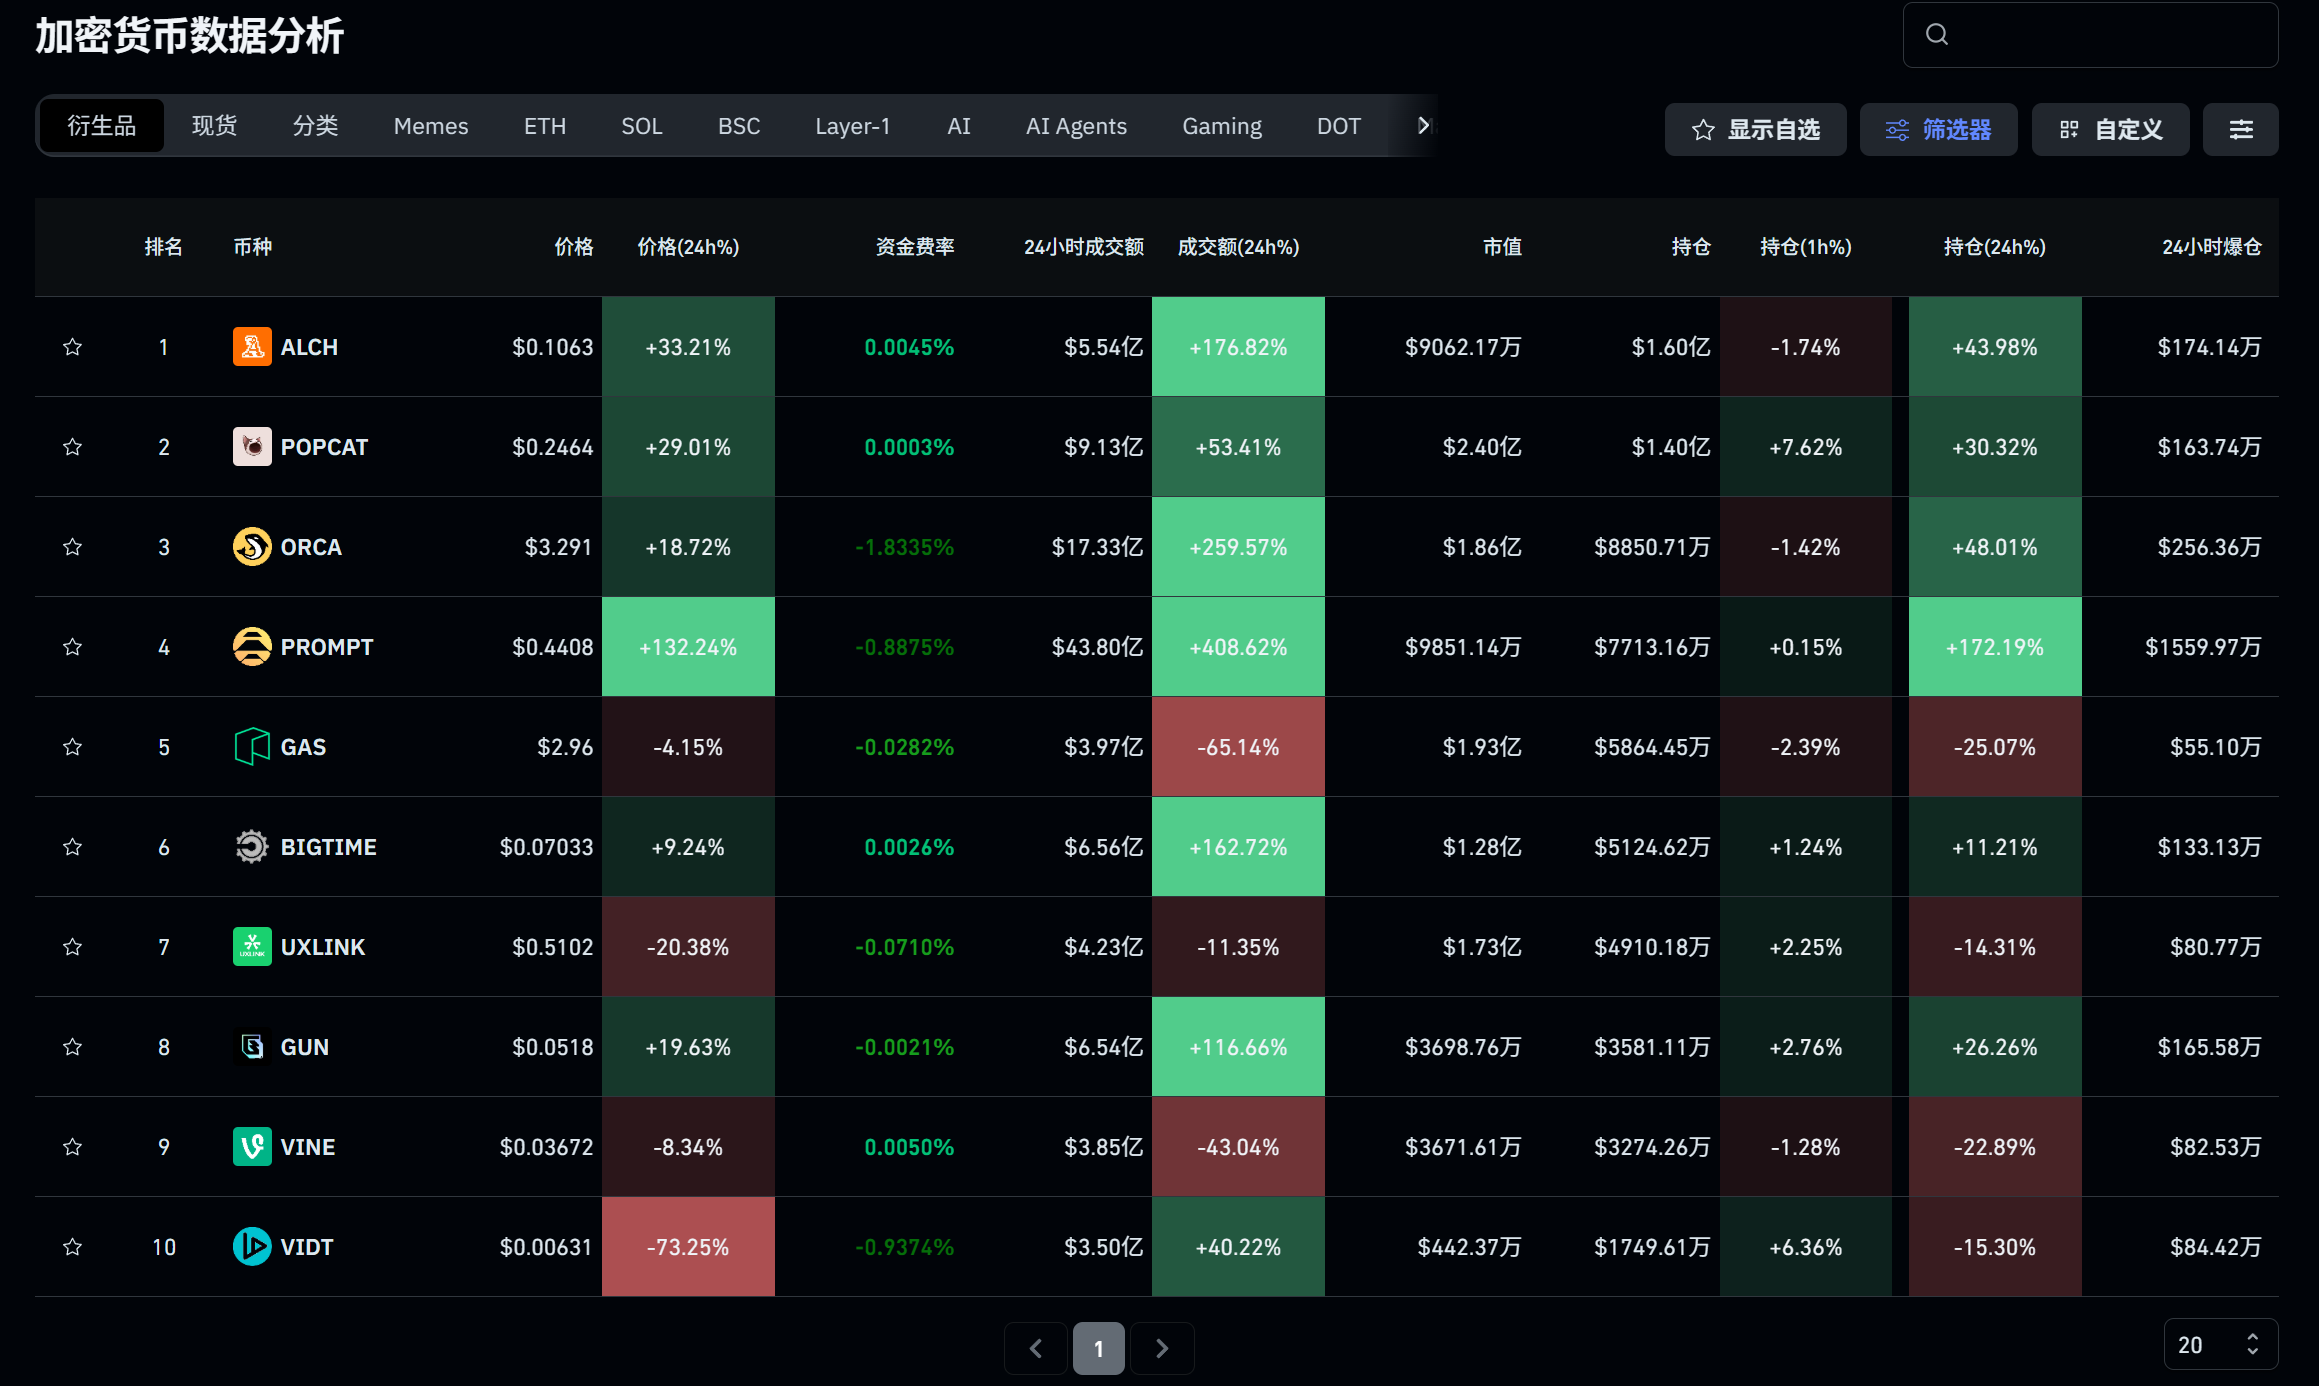 加密货币数据分析
衍生品 现货 分类 Memes ETH SOL BSC Layer-1 AI AI Agents Gaming DOT
显示自选 筛选器 自定义
排名 币种 价格 价格(24h%) 资金费率 24小时成交额 成交额(24h%) 市值 持仓 持仓(1h%) 持仓(24h%) 24小时爆仓
1 ALCH $0.1063 +33.21% 0.0045% $5.54亿 +176.82% $9062.17万 $1.60亿 -1.74% +43.98% $174.14万
2 POPCAT $0.2464 +29.01% 0.0003% $9.13亿 +53.41% $2.40亿 $1.40亿 +7.62% +30.32% $163.74万
3 ORCA $3.291 +18.72% -1.8335% $17.33亿 +259.57% $1.86亿 $8850.71万 -1.42% +48.01% $256.36万
4 PROMPT $0.4408 +132.24% -0.8875% $43.80亿 +408.62% $9851.14万 $7713.16万 +0.15% +172.19% $1559.97万
5 GAS $2.96 -4.15% -0.0282% $3.97亿 -65.14% $1.93亿 $5864.45万 -2.39% -25.07% $55.10万
6 BIGTIME $0.07033 +9.24% 0.0026% $6.56亿 +162.72% $1.28亿 $5124.62万 +1.24% +11.21% $133.13万
7 UXLINK UXLINK $0.5102 -20.38% -0.0710% $4.23亿 -11.35% $1.73亿 $4910.18万 +2.25% -14.31% $80.77万
8 GUN $0.0518 +19.63% -0.0021% $6.54亿 +116.66% $3698.76万 $3581.11万 +2.76% +26.26% $165.58万
9 VINE $0.03672 -8.34% 0.0050% $3.85亿 -43.04% $3671.61万 $3274.26万 -1.28% -22.89% $82.53万
10 VIDT $0.00631 -73.25% -0.9374% $3.50亿 +40.22% $442.37万 $1749.61万 +6.36% -15.30% $84.42万
1 20